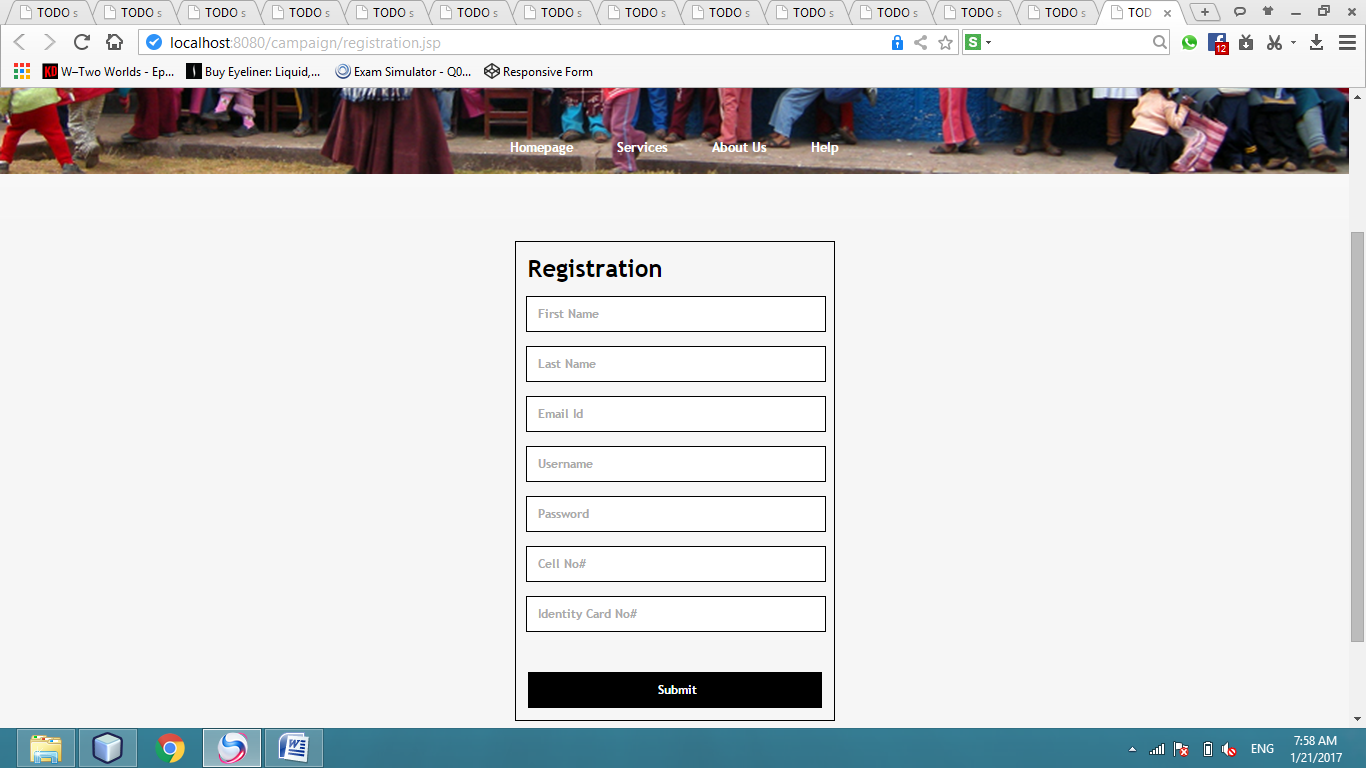 TODO s TODO s TODO s TODO s TODO s TODO s TODO s TODO s TODO s TODO s TODO s TODO s TODO s TOD
localhost:8080/campaign/registration.jsp S 12
KD W–Two Worlds - Ep... Buy Eyeliner: Liquid,... Exam Simulator - Q0... Responsive Form
Homepage Services About Us Help
Registration
First Name
Last Name
Email Id
Username
Password
Cell No#
Identity Card No#
Submit
ENG 7:58 AM
1/21/2017